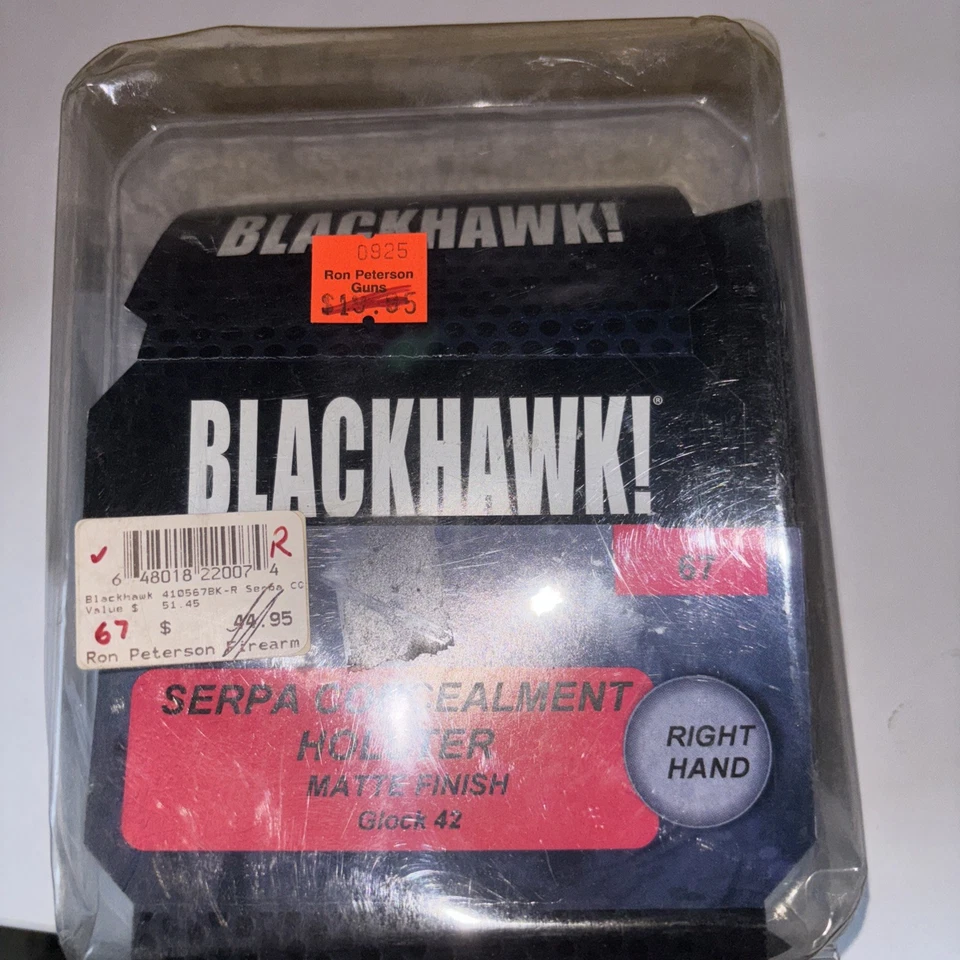 BLACKHAWK!
0925
Ron Peterson
Guns
BLACKHAWK!®
✓ R
6 48018 22007 4
Blackhawk 410567BK-R Serpa CC
Value $ 51.45
67 $ 44.95
Ron Peterson Firearm
67
SERPA CONCEALMENT
HOLSTER
MATTE FINISH
Glock 42
RIGHT
HAND